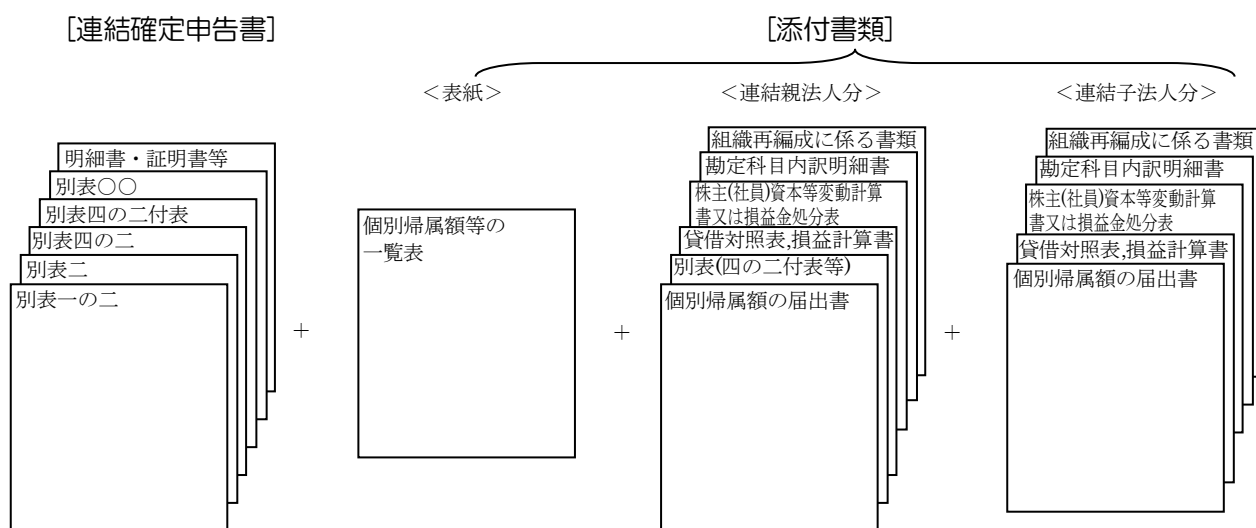 [連結確定申告書]
[添付書類]
＜表紙＞
＜連結親法人分＞
＜連結子法人分＞
明細書・証明書等
別表○○
別表四の二付表
別表四の二
別表二
別表一の二
＋
個別帰属額等の
一覧表
＋
組織再編成に係る書類
勘定科目内訳明細書
株主(社員)資本等変動計算
書又は損益金処分表
貸借対照表,損益計算書
別表(四の二付表等)
個別帰属額の届出書
＋
組織再編成に係る書類
勘定科目内訳明細書
株主(社員)資本等変動計算
書又は損益金処分表
貸借対照表,損益計算書
個別帰属額の届出書